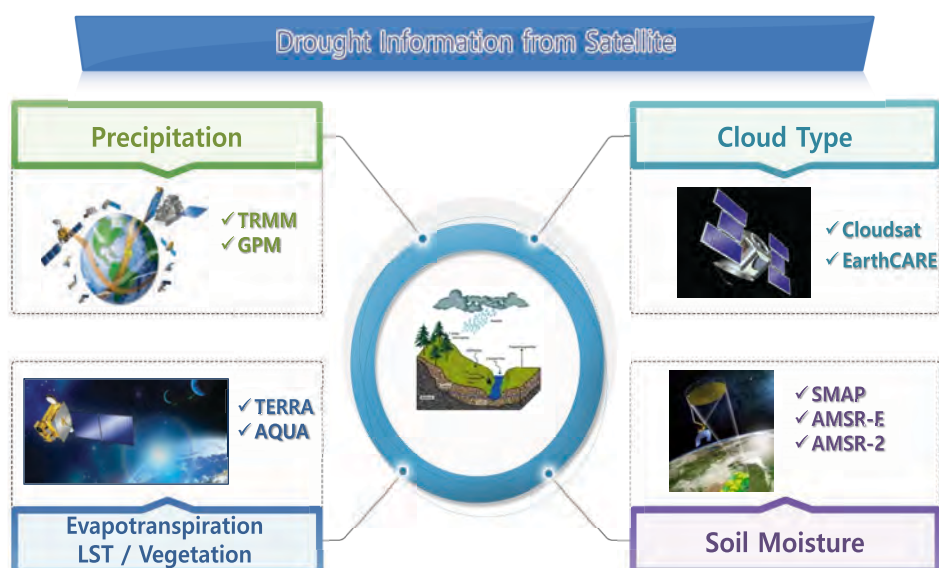 Drought Information from Satellite
Precipitation
✓ TRMM
✓ GPM
Cloud Type
✓ Cloudsat
✓ EarthCARE
✓ TERRA
✓ AQUA
Evapotranspiration
LST / Vegetation
✓ SMAP
✓ AMSR-E
✓ AMSR-2
Soil Moisture